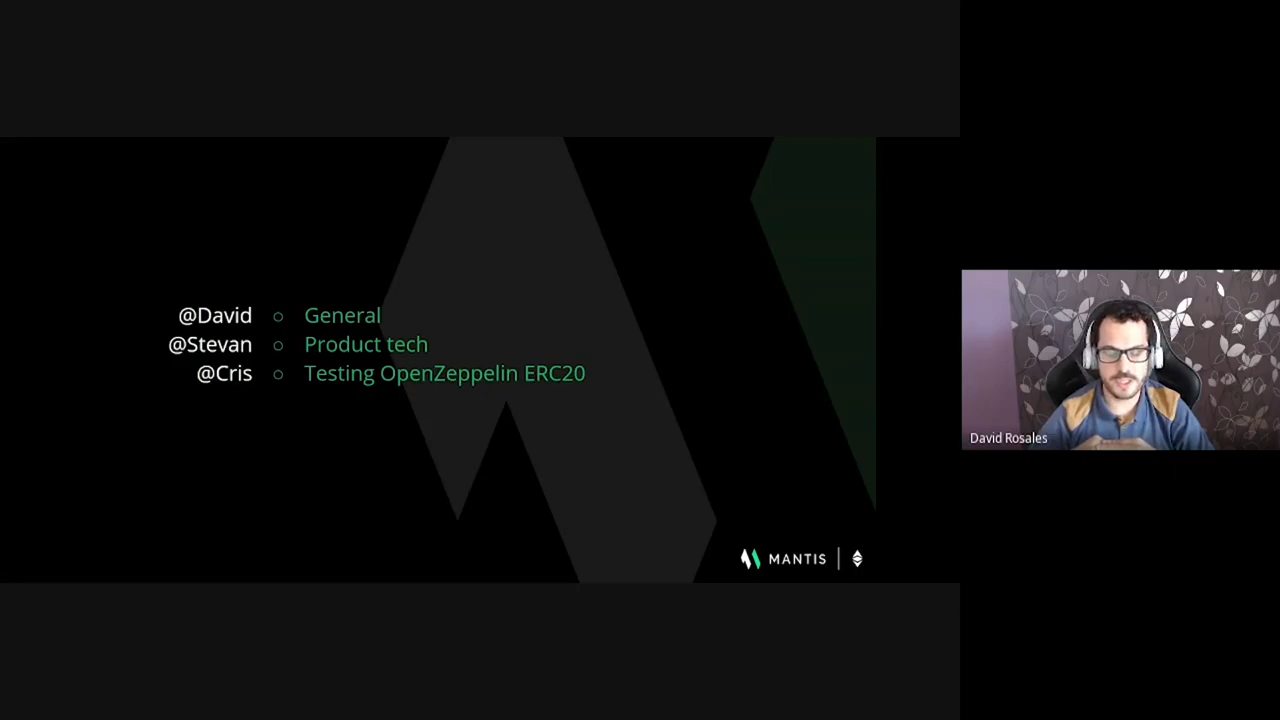 @David ○ General
@Stevan ○ Product tech
@Cris ○ Testing OpenZeppelin ERC20
David Rosales
MANTIS